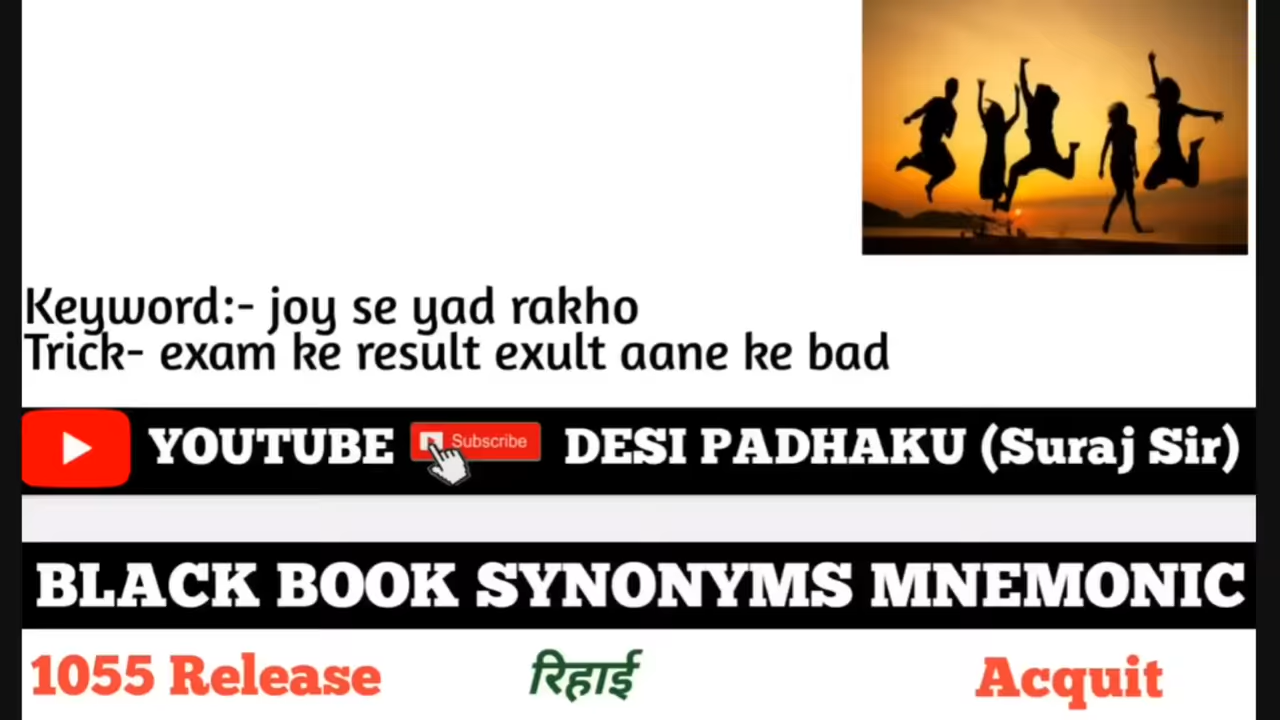 Keyword:- joy se yad rakho
Trick- exam ke result exult aane ke bad
YOUTUBE Subscribe DESI PADHAKU (Suraj Sir)
BLACK BOOK SYNONYMS MNEMONIC
1055 Release रिहाई Acquit